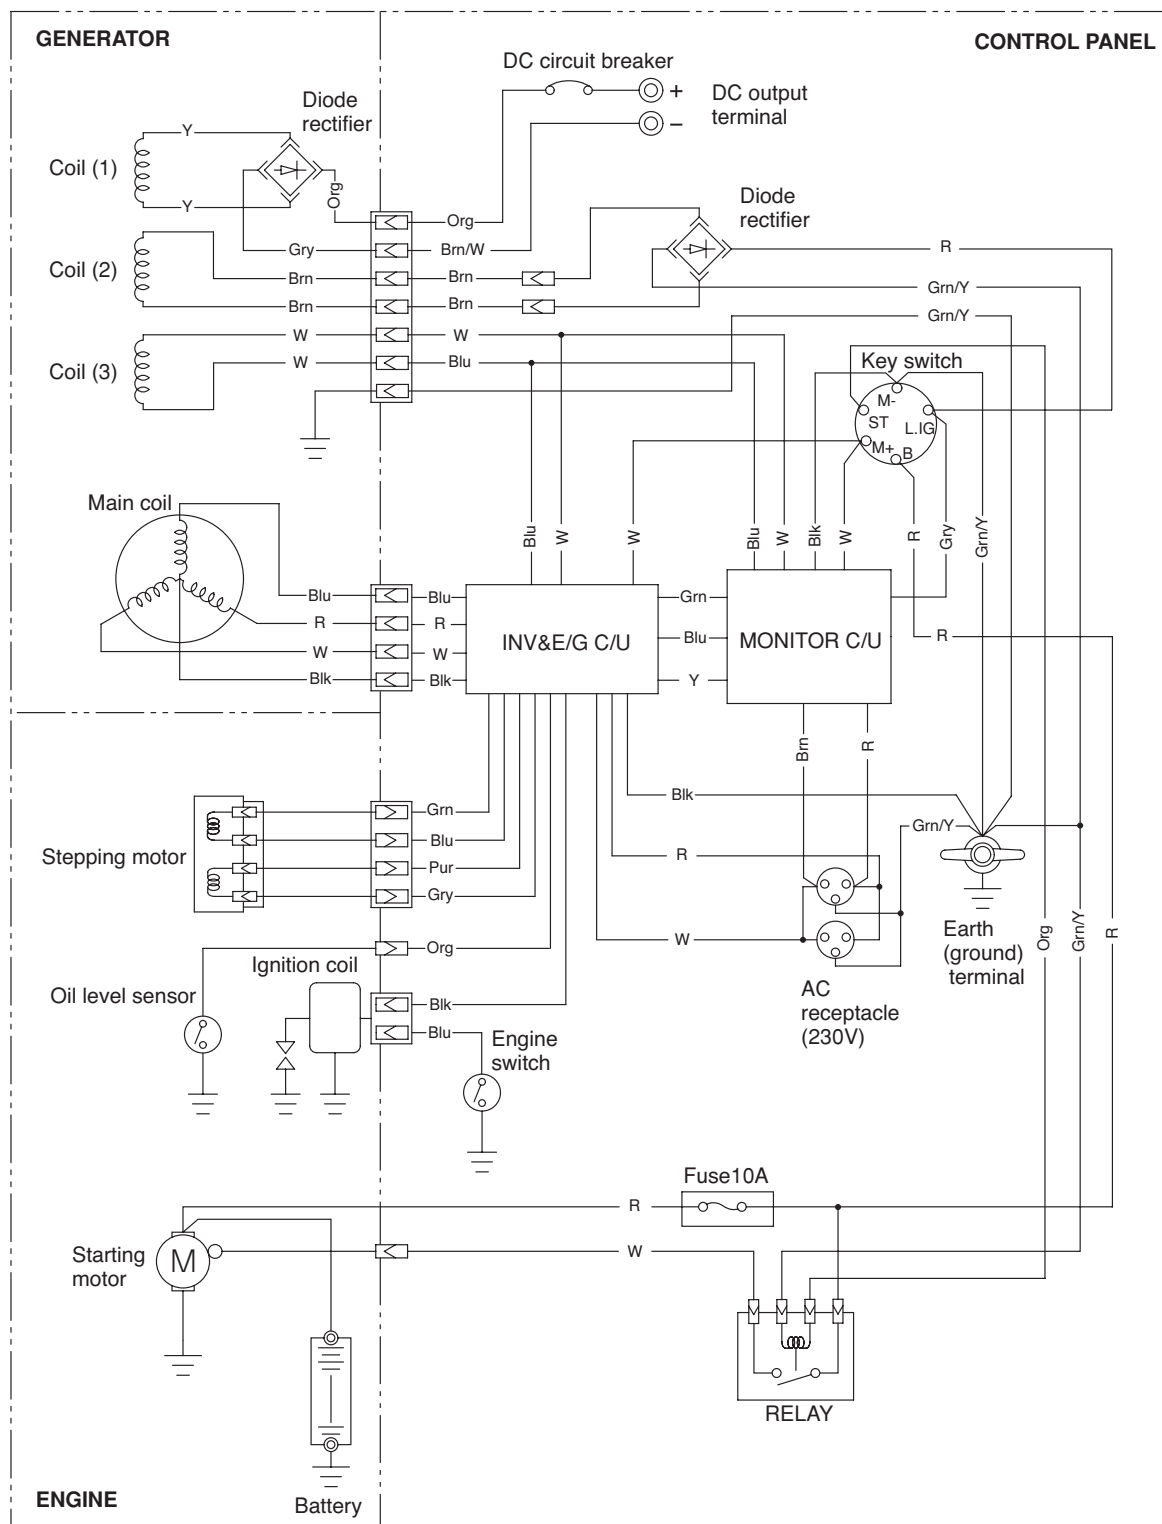 GENERATOR
CONTROL PANEL
DC circuit breaker
+
DC output
terminal
−
Diode
rectifier
Y
Coil (1)
Y
Org
Org
Diode
rectifier
Gry
Brn/W
R
Coil (2)
Brn
Brn
Grn/Y
Brn
Brn
Grn/Y
W
W
Coil (3)
W
Blu
Key switch
M-
ST
L.IG
M+
B
Main coil
Blu
W
W
Blu
W
Blk
W
R
Gry
Grn/Y
Blu
Blu
Grn
R
R
INV&E/G C/U
Blu
MONITOR C/U
R
W
W
Blk
Blk
Y
Brn
R
Blk
Grn
Grn/Y
Blu
Stepping motor
R
Pur
Gry
W
Org
Earth
(ground)
terminal
Org
Grn/Y
R
Ignition coil
AC
receptacle
(230V)
Oil level sensor
Blk
Blu
Engine
switch
Fuse10A
R
Starting
motor
M
W
RELAY
ENGINE
Battery